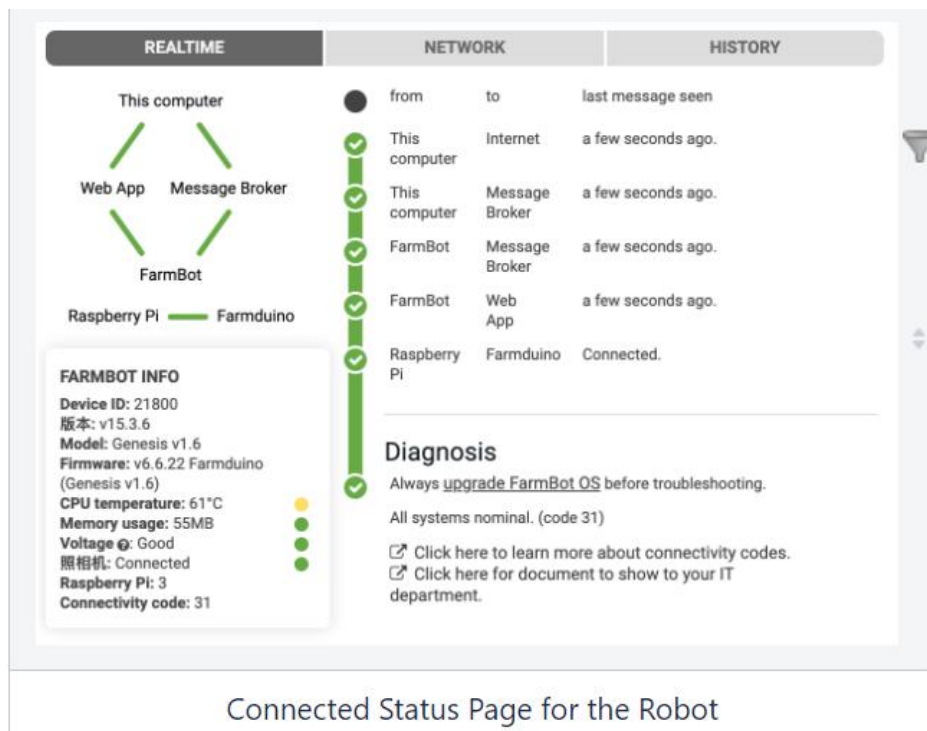 REALTIME
NETWORK
HISTORY
This computer
Web App
Message Broker
FarmBot
Raspberry Pi
Farmduino
FARMBOT INFO
Device ID: 21800
版本: v15.3.6
Model: Genesis v1.6
Firmware: v6.6.22 Farmduino
(Genesis v1.6)
CPU temperature: 61°C
Memory usage: 55MB
Voltage ?: Good
照相机: Connected
Raspberry Pi: 3
Connectivity code: 31
from to last message seen
This Internet a few seconds ago.
computer
This Message a few seconds ago.
computer Broker
FarmBot Message a few seconds ago.
Broker
FarmBot Web a few seconds ago.
App
Raspberry Farmduino Connected.
Pi
Diagnosis
Always upgrade FarmBot OS before troubleshooting.
All systems nominal. (code 31)
Click here to learn more about connectivity codes.
Click here for document to show to your IT
department.
Connected Status Page for the Robot